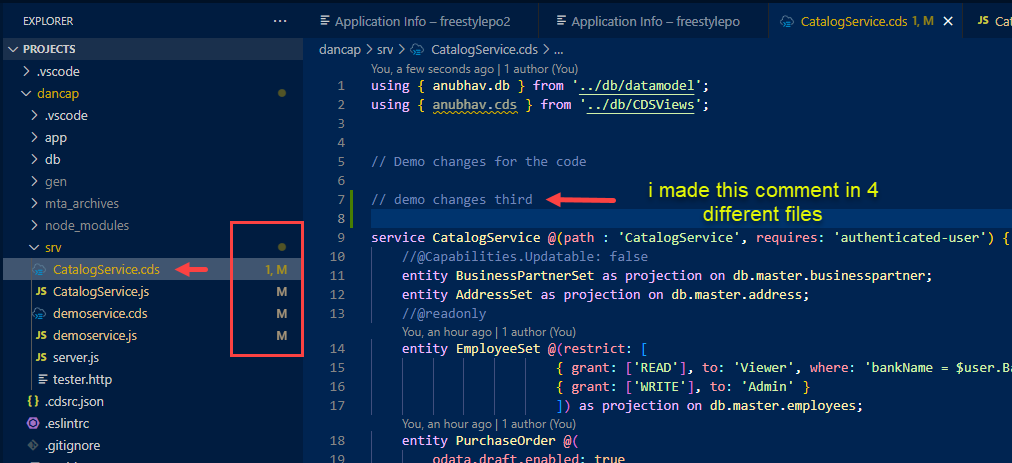 EXPLORER
PROJECTS
.vscode
dancap
.vscode
app
db
gen
mta_archives
node_modules
srv
CatalogService.cds 1, M
JS CatalogService.js M
demoservice.cds M
JS demoservice.js M
JS server.js
tester.http
{} .cdsrc.json
.eslintrc
.gitignore
Application Info – freestylepo2
Application Info – freestylepo
CatalogService.cds 1, M
JS Cat
dancap > srv > CatalogService.cds > ...
You, a few seconds ago | 1 author (You)
1 using { anubhav.db } from '../db/datamodel';
2 using { anubhav.cds } from '../db/CDSViews';
3
4
5 // Demo changes for the code
6
7 // demo changes third
i made this comment in 4
different files
8
9 service CatalogService @(path : 'CatalogService', requires: 'authenticated-user') {
10 //@Capabilities.Updatable: false
11 entity BusinessPartnerSet as projection on db.master.businesspartner;
12 entity AddressSet as projection on db.master.address;
13 //@readonly
You, an hour ago | 1 author (You)
14 entity EmployeeSet @(restrict: [
15 { grant: ['READ'], to: 'Viewer', where: 'bankName = $user.Ba
16 { grant: ['WRITE'], to: 'Admin' }
17 ]) as projection on db.master.employees;
You, an hour ago | 1 author (You)
18 entity PurchaseOrder @(
19 odata.draft.enabled: true